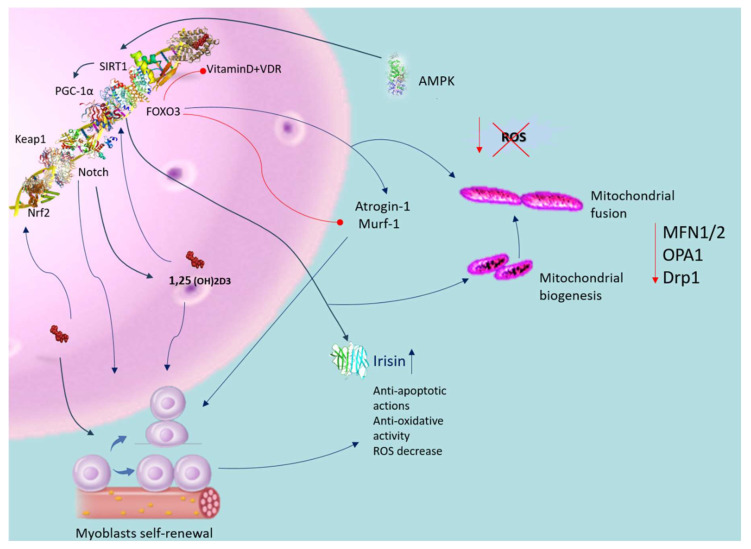 SIRT1
VitaminD+VDR
AMPK
PGC-1α
FOXO3
ROS
Keap1
Notch
Atrogin-1
Murf-1
Mitochondrial
fusion
Nrf2
MFN1/2
OPA1
Drp1
1,25 (OH)2D3
Mitochondrial
biogenesis
Irisin
Anti-apoptotic
actions
Anti-oxidative
activity
ROS decrease
Myoblasts self-renewal